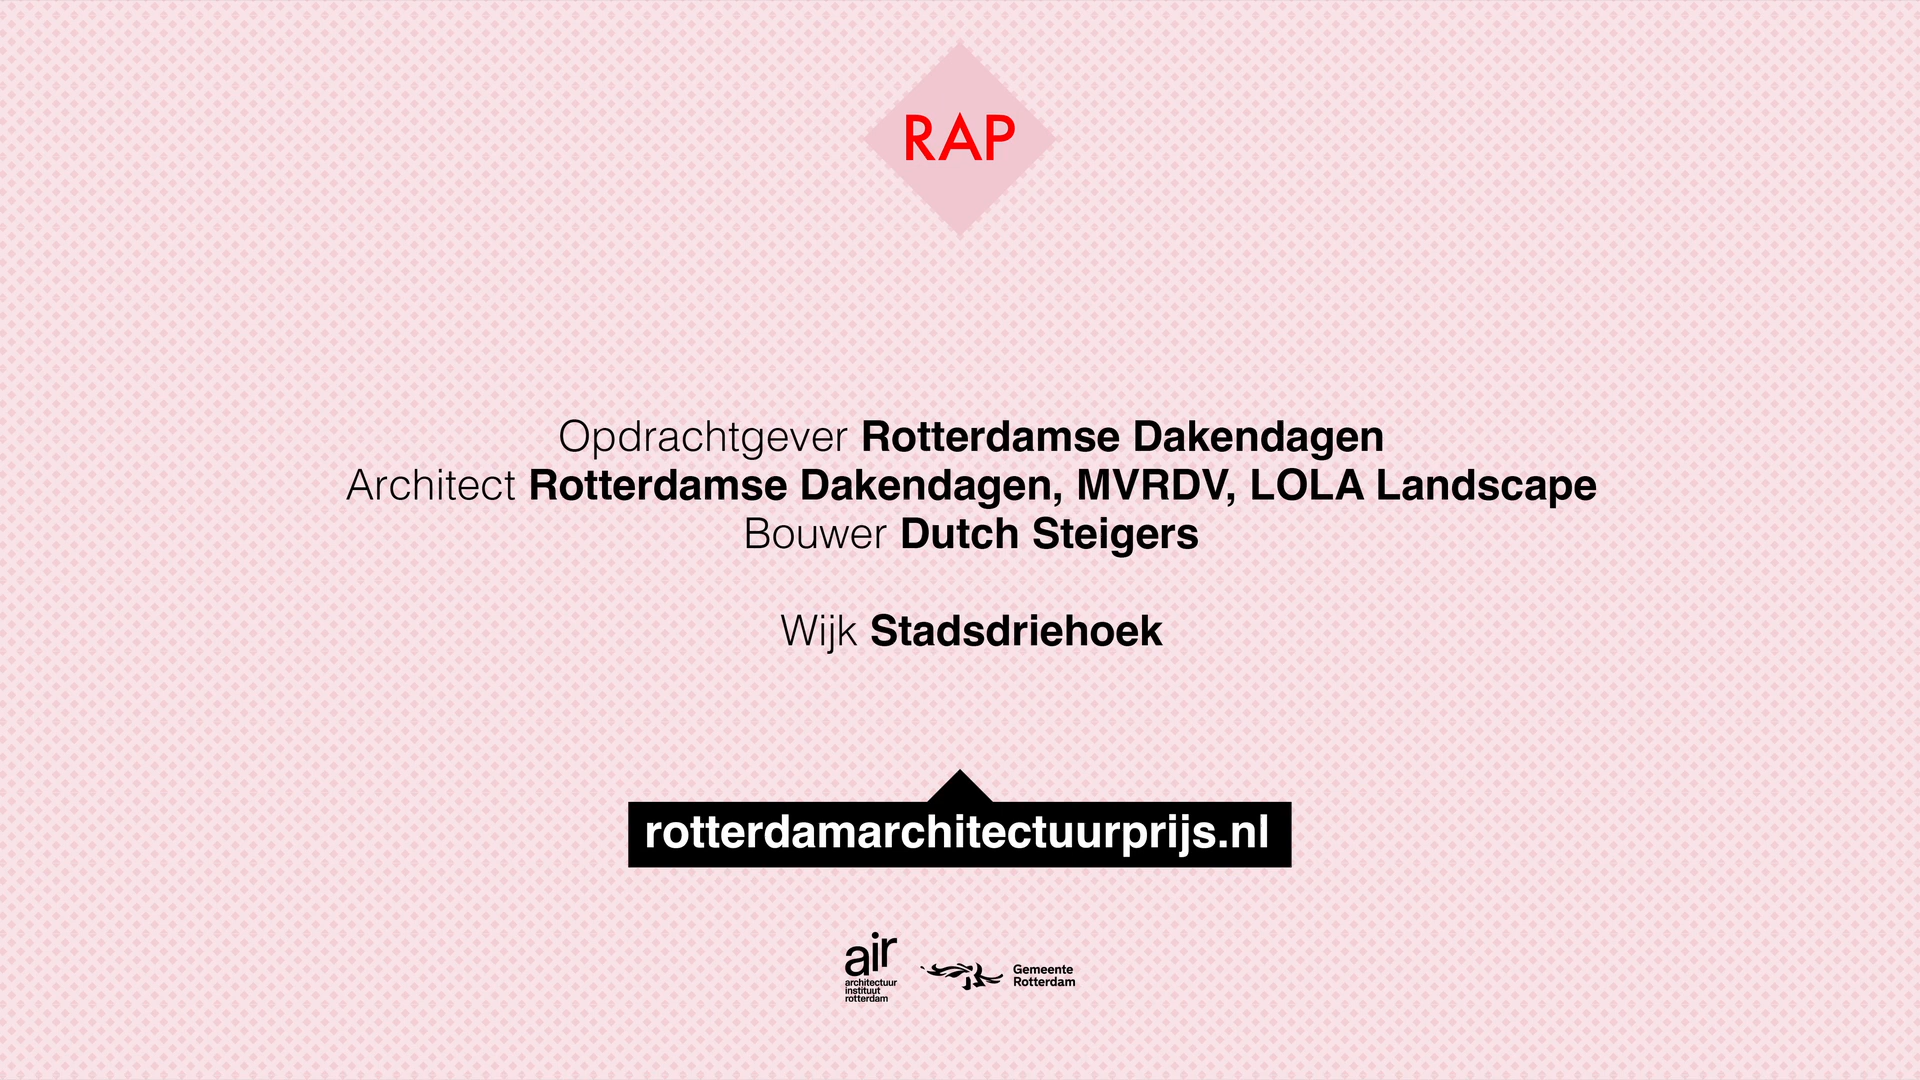 RAP
Opdrachtgever Rotterdamse Dakendagen
Architect Rotterdamse Dakendagen, MVRDV, LOLA Landscape
Bouwer Dutch Steigers
Wijk Stadsdriehoek
rotterdamarchitectuurprijs.nl
air
architectuur
instituut
rotterdam
Gemeente
Rotterdam